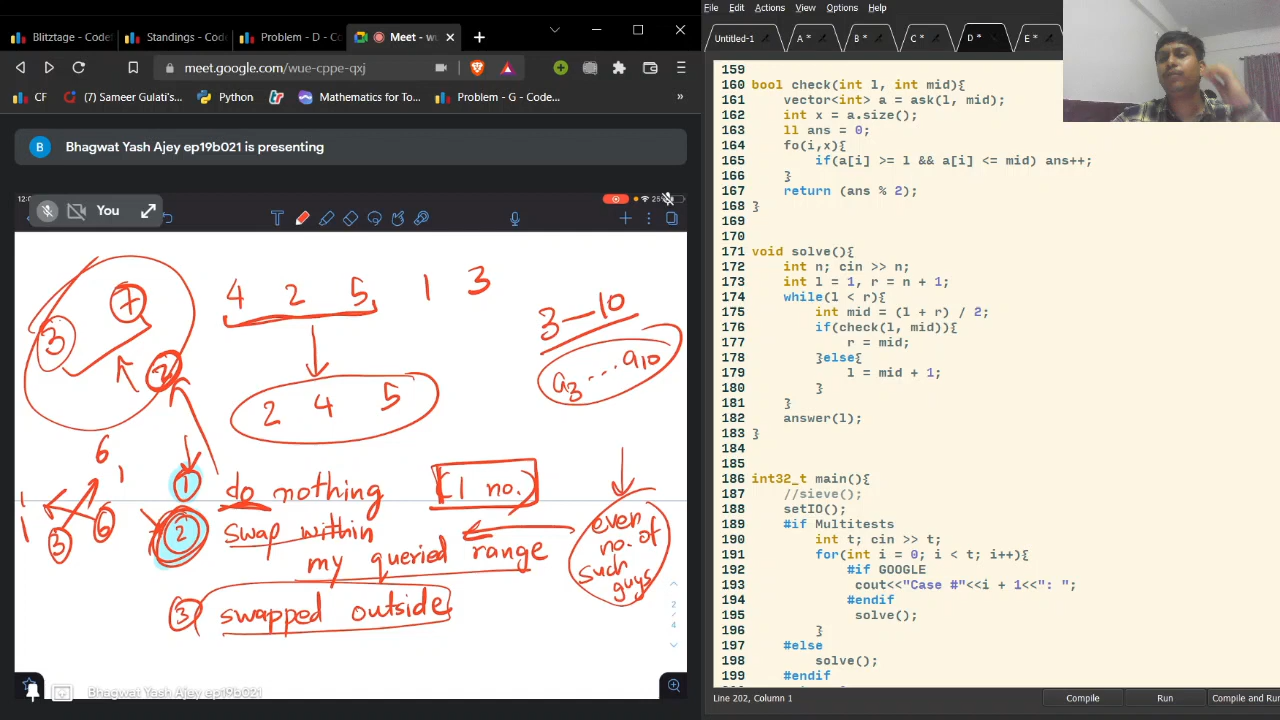 Blitztage - Code
Standings - Cod
Problem - D - Co
Meet - wu
meet.google.com/wue-cppe-qxj
CF
(7) Sameer Gulati's...
Python
Mathematics for To...
Problem - G - Code...
»
B
Bhagwat Yash Ajey ep19b021 is presenting
You
3 7 2
4 2 5 1 3
3 — 10
a3 ... a10
2 4 5
6
3 6
1 do nothing (1 no.)
2 swap within
my queried range
even
no. of
such
guys
3 swapped outside
2
/
4
Bhagwat Yash Ajey ep19b021
File Edit Actions View Options Help
Untitled-1 A * B * C * D * E *
159
160 bool check(int l, int mid){
161 vector<int> a = ask(l, mid);
162 int x = a.size();
163 ll ans = 0;
164 fo(i,x){
165 if(a[i] >= l && a[i] <= mid) ans++;
166 }
167 return (ans % 2);
168 }
169
170
171 void solve(){
172 int n; cin >> n;
173 int l = 1, r = n + 1;
174 while(l < r){
175 int mid = (l + r) / 2;
176 if(check(l, mid)){
177 r = mid;
178 }else{
179 l = mid + 1;
180 }
181 }
182 answer(l);
183 }
184
185
186 int32_t main(){
187 //sieve();
188 setIO();
189 #if Multitests
190 int t; cin >> t;
191 for(int i = 0; i < t; i++){
192 #if GOOGLE
193 cout<<"Case #"<<i + 1<<": ";
194 #endif
195 solve();
196 }
197 #else
198 solve();
199 #endif
Line 202, Column 1
Compile Run Compile and Run